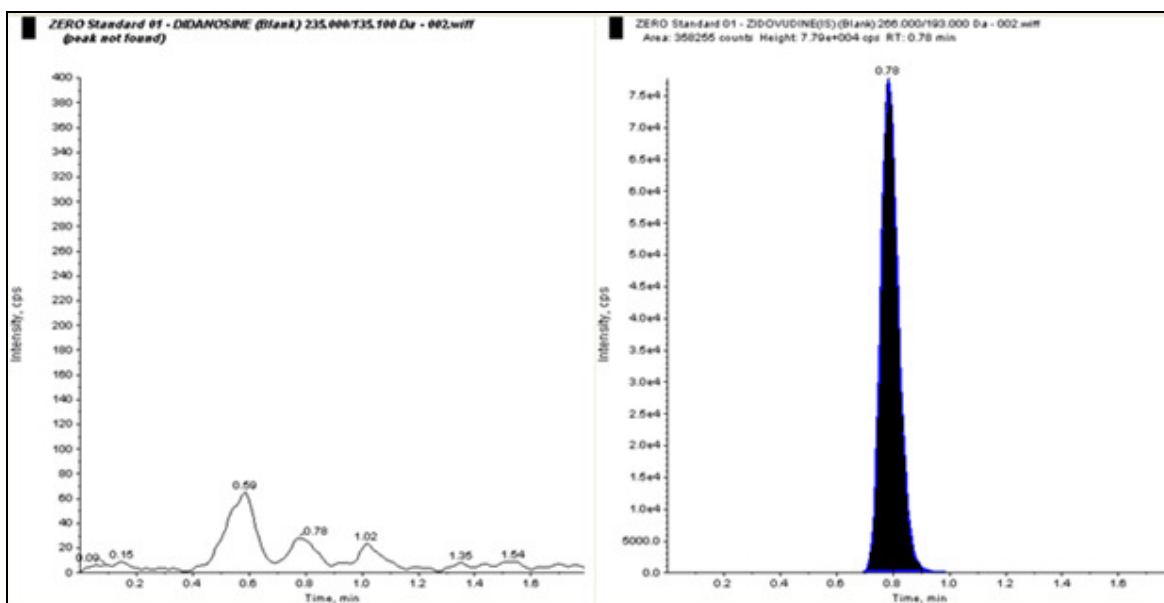 ZERO Standard 01 - DIDANOSINE (Blank) 235.000/135.100 Da - 002.wiff
(peak not found)
400
380
360
340
320
300
280
260
240
220
200
180
160
140
120
100
80
60
40
20
0
Intensity, cps
0.09
0.15
0.59
0.78
1.02
1.35
1.54
0.2
0.4
0.6
0.8
1.0
1.2
1.4
1.6
Time, min
ZERO Standard 01 - ZIDOVUDINE(IS) (Blank) 266.000/193.000 Da - 002.wiff
Area: 358255 counts Height: 7.79e+004 cps RT: 0.78 min
0.78
7.5e4
7.0e4
6.5e4
6.0e4
5.5e4
5.0e4
4.5e4
4.0e4
3.5e4
3.0e4
2.5e4
2.0e4
1.5e4
1.0e4
5000.0
0.0
Intensity, cps
0.2
0.4
0.6
0.8
1.0
1.2
1.4
1.6
Time, min